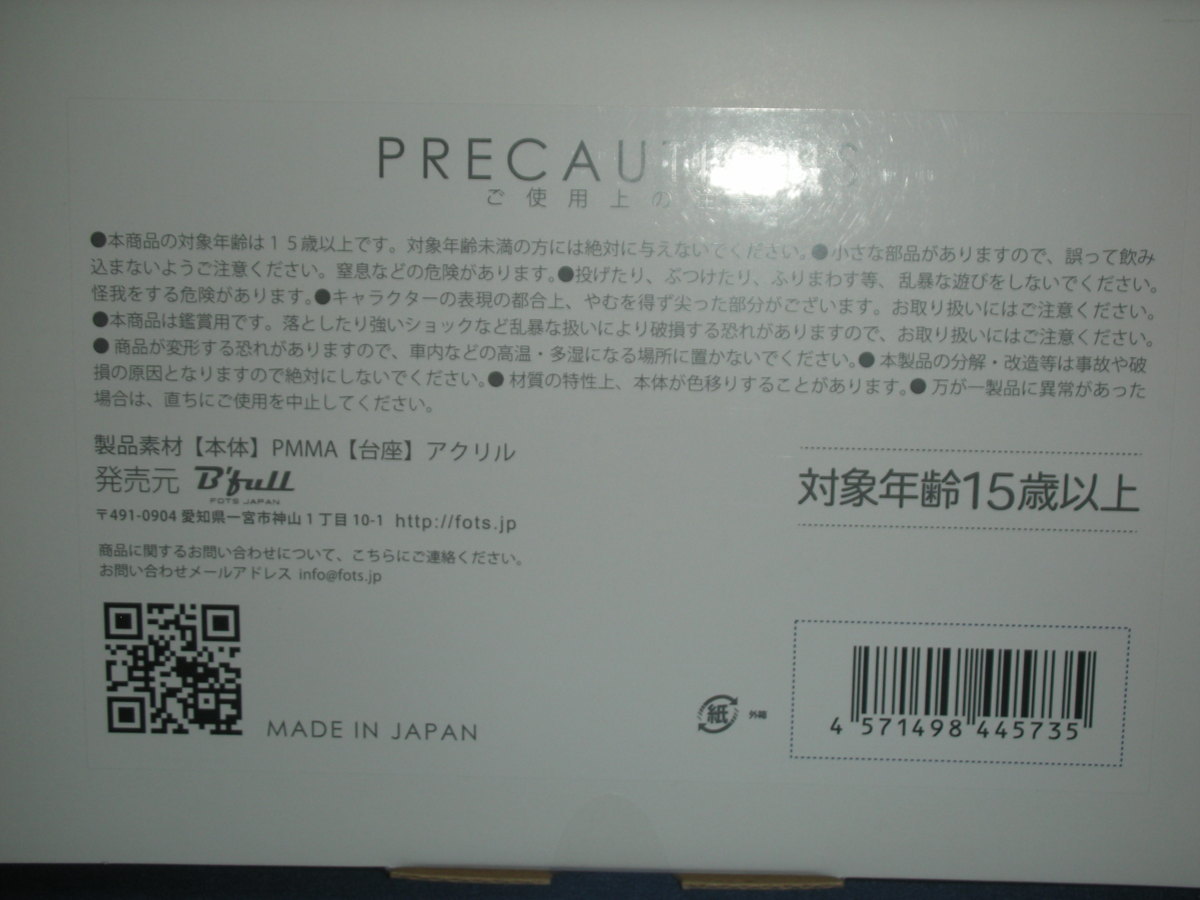 PRECAUTIONS
ご使用上の注意
●本商品の対象年齢は１５歳以上です。対象年齢未満の方には絶対に与えないでください。●小さな部品がありますので、誤って飲み
込まないようご注意ください。窒息などの危険があります。●投げたり、ぶつけたり、ふりまわす等、乱暴な遊びをしないでください。
怪我をする危険があります。●キャラクターの表現の都合上、やむを得ず尖った部分がございます。お取り扱いにはご注意ください。
●本商品は鑑賞用です。落としたり強いショックなど乱暴な扱いにより破損する恐れがありますので、お取り扱いにはご注意ください。
●商品が変形する恐れがありますので、車内などの高温・多湿になる場所に置かないでください。●本製品の分解・改造等は事故や破
損の原因となりますので絶対にしないでください。●材質の特性上、本体が色移りすることがあります。●万が一製品に異常があった
場合は、直ちにご使用を中止してください。
製品素材【本体】PMMA【台座】アクリル
発売元 B'full
FOTS JAPAN
〒491-0904 愛知県一宮市神山1丁目10-1 http://fots.jp
商品に関するお問い合わせについて、こちらにご連絡ください。
お問い合わせメールアドレス info@fots.jp
対象年齢15歳以上
MADE IN JAPAN
紙 外箱
4 571498 445735